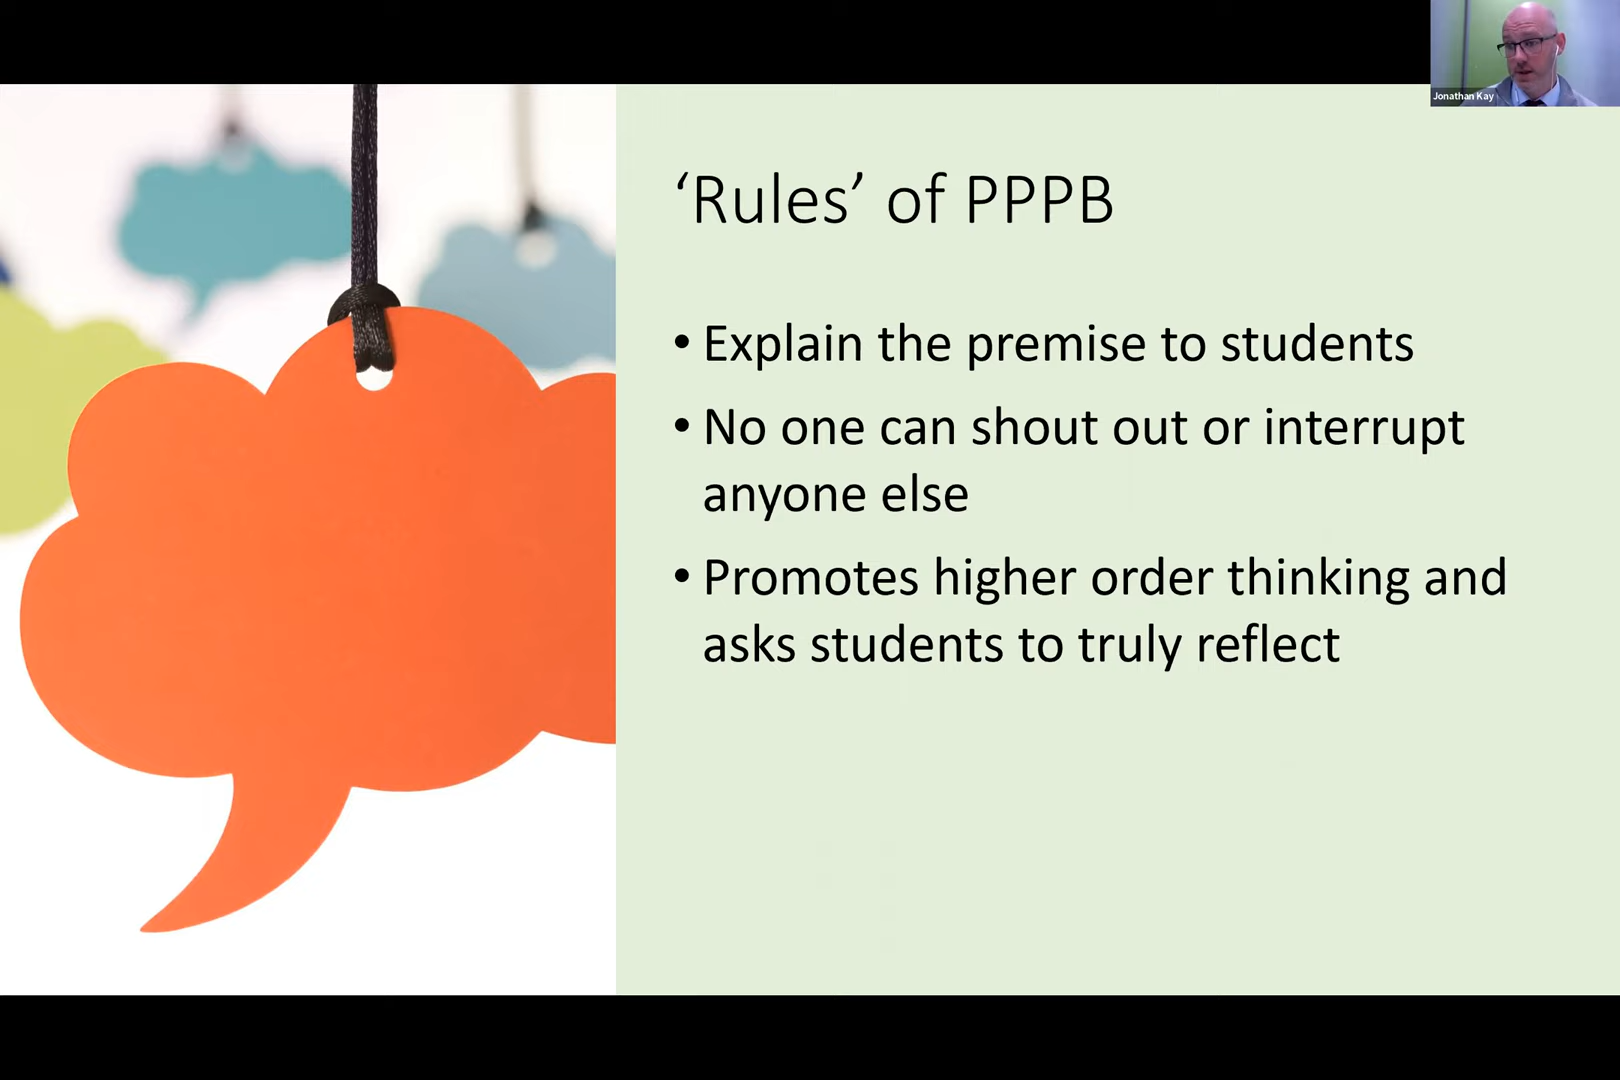 Jonathan Kay
‘Rules’ of PPPB
• Explain the premise to students
• No one can shout out or interrupt
anyone else
• Promotes higher order thinking and
asks students to truly reflect